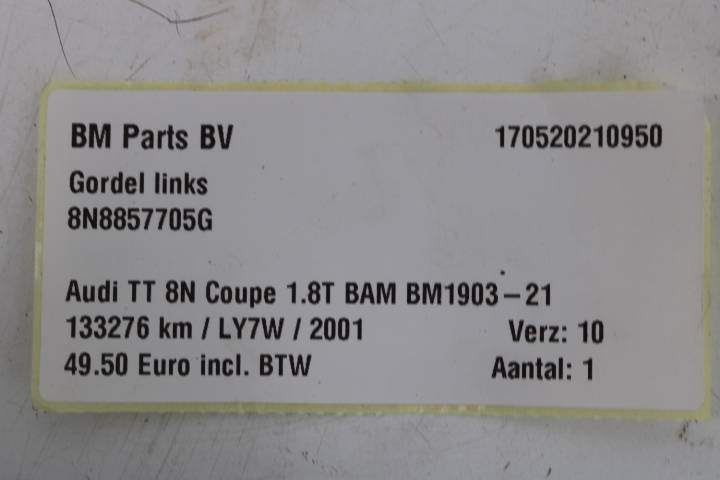 BM Parts BV 170520210950
Gordel links
8N8857705G
Audi TT 8N Coupe 1.8T BAM BM1903-21
133276 km / LY7W / 2001 Verz: 10
49.50 Euro incl. BTW Aantal: 1